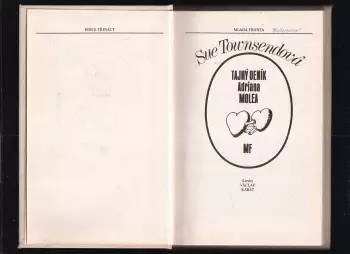 EDICE TŘINÁCT
MLADÁ FRONTA
Sue Townsendová
TAJNÝ DENÍK
Adriana
MOLEA
MF
Kresby
VÁCLAV
KABÁT